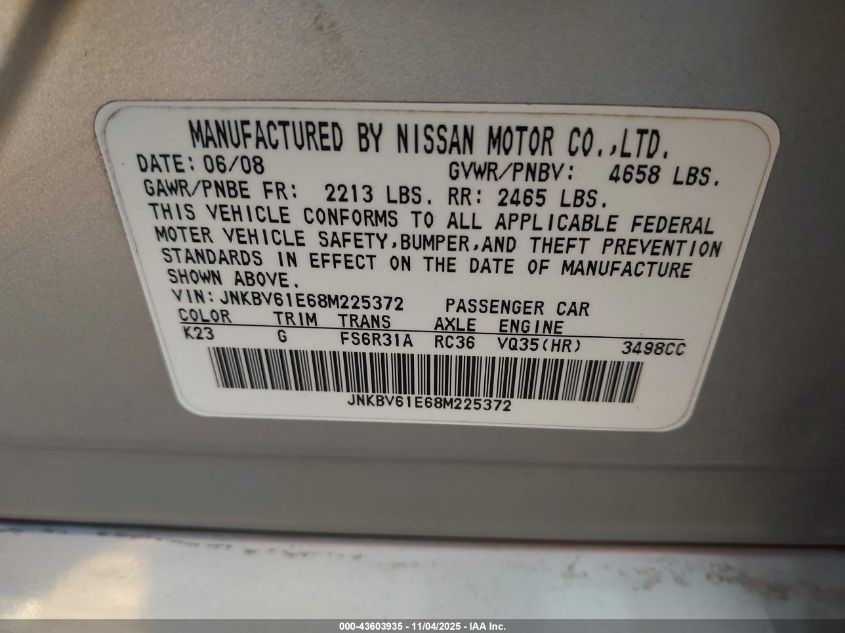 MANUFACTURED BY NISSAN MOTOR CO.,LTD.
DATE: 06/08 GVWR/PNBV: 4658 LBS.
GAWR/PNBE FR: 2213 LBS. RR: 2465 LBS.
THIS VEHICLE CONFORMS TO ALL APPLICABLE FEDERAL
MOTER VEHICLE SAFETY,BUMPER,AND THEFT PREVENTION
STANDARDS IN EFFECT ON THE DATE OF MANUFACTURE
SHOWN ABOVE.
VIN: JNKBV61E68M225372 PASSENGER CAR
COLOR TRIM TRANS AXLE ENGINE
K23 G FS6R31A RC36 VQ35(HR) 3498CC
JNKBV61E68M225372
000-43603935 - 11/04/2025 - IAA Inc.